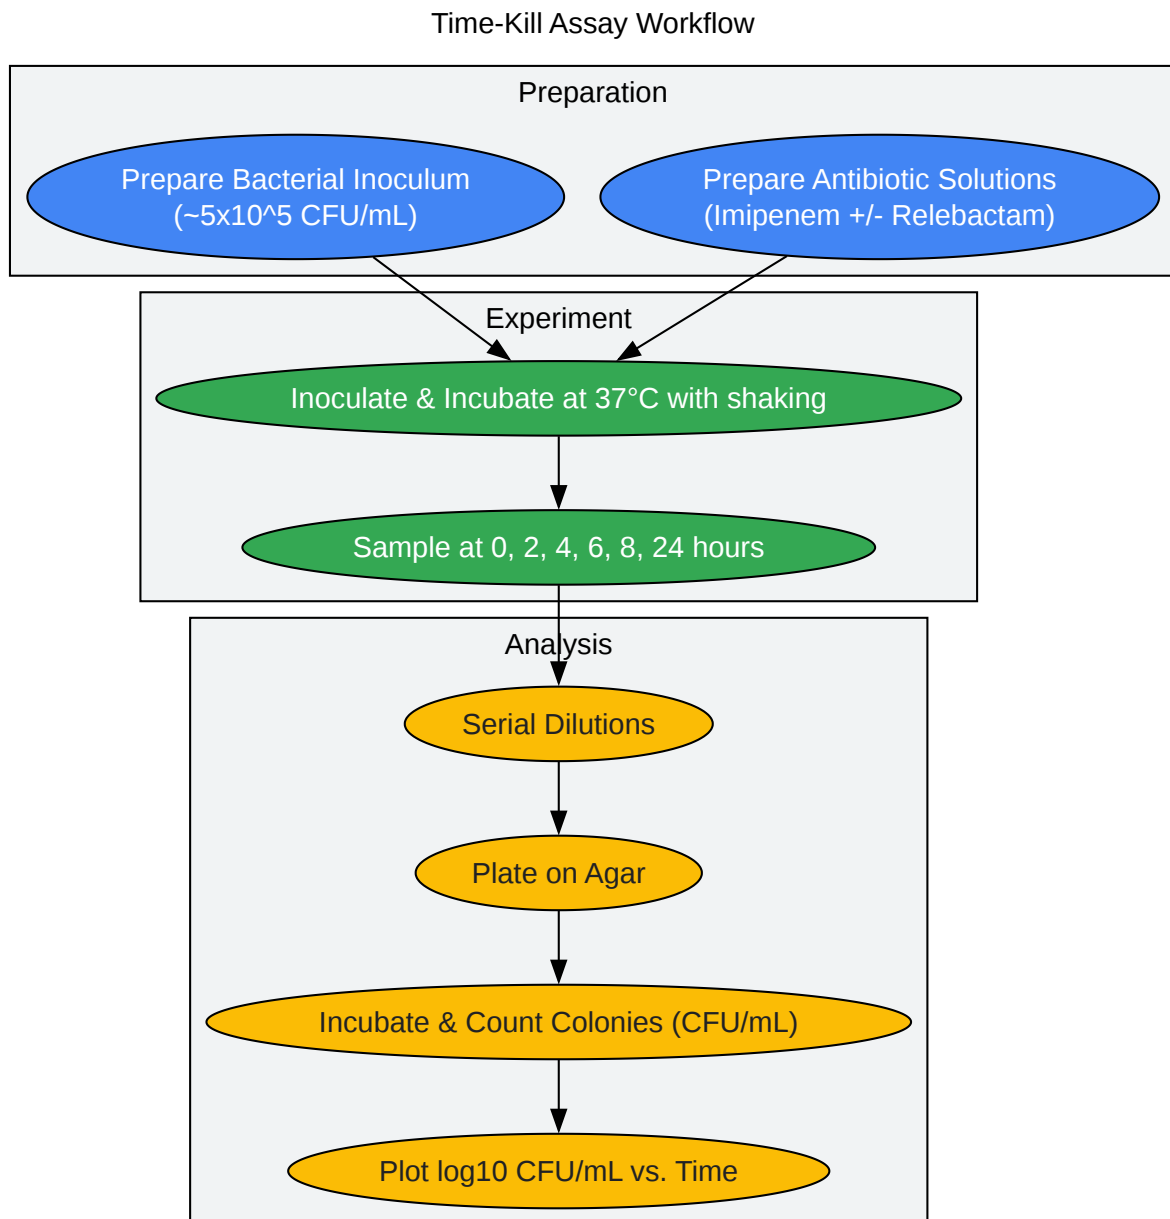 Time-Kill Assay Workflow
Preparation
Prepare Bacterial Inoculum
(~5x10^5 CFU/mL)
Prepare Antibiotic Solutions
(Imipenem +/- Relebactam)
Experiment
Inoculate & Incubate at 37°C with shaking
Sample at 0, 2, 4, 6, 8, 24 hours
Analysis
Serial Dilutions
Plate on Agar
Incubate & Count Colonies (CFU/mL)
Plot log10 CFU/mL vs. Time